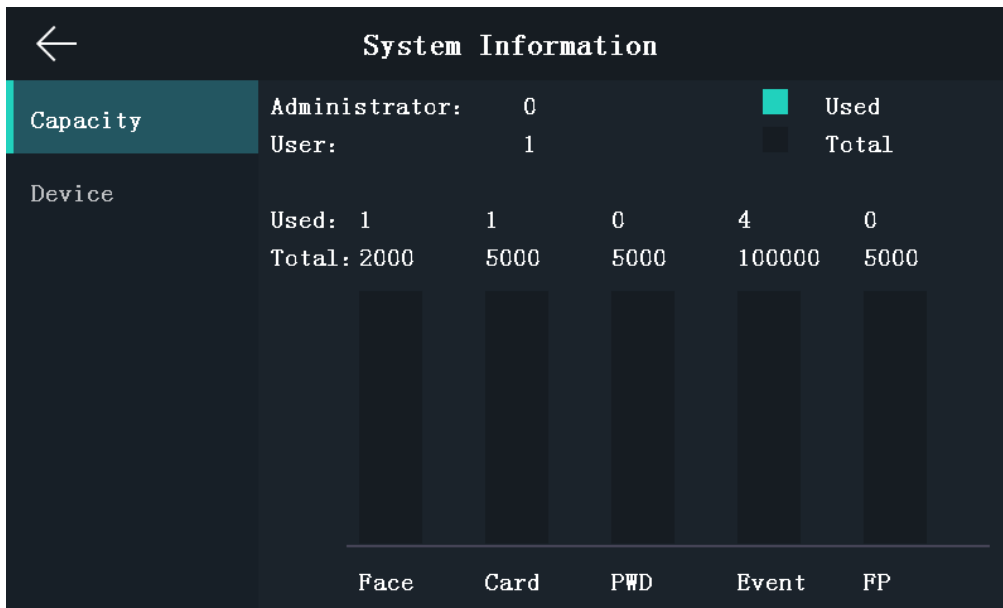 System Information
Capacity
Device
Administrator: 0
User: 1
Used
Total
Used: 1 1 0 4 0
Total: 2000 5000 5000 100000 5000
Face Card PWD Event FP